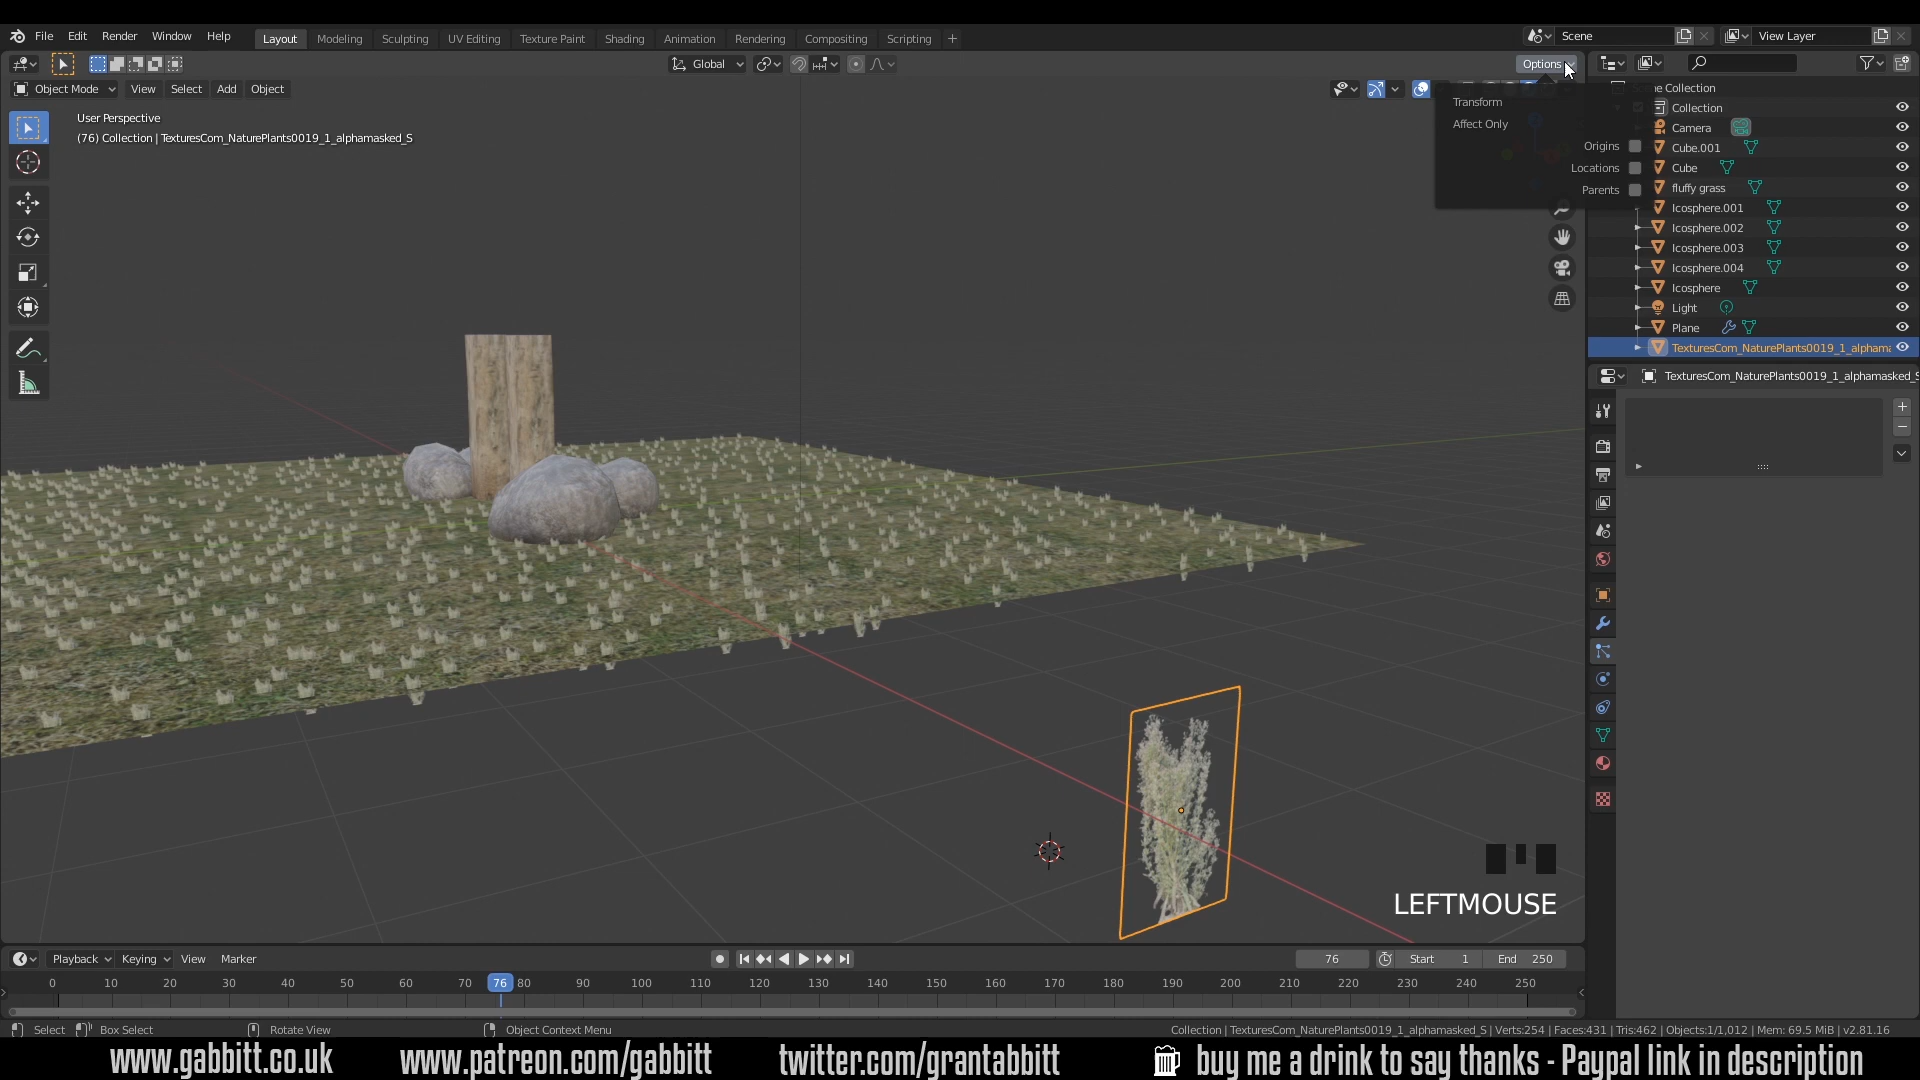 File Edit Render Window Help Layout Modeling Sculpting UV Editing Texture Paint Shading Animation Rendering Compositing Scripting + Scene View Layer
Global Options
Object Mode View Select Add Object
User Perspective
(76) Collection | TexturesCom_NaturePlants0019_1_alphamasked_S
Transform
Affect Only
Origins
Locations
Parents
Scene Collection
Collection
Camera
Cube.001
Cube
fluffy grass
Icosphere.001
Icosphere.002
Icosphere.003
Icosphere.004
Icosphere
Light
Plane
TexturesCom_NaturePlants0019_1_alphama
TexturesCom_NaturePlants0019_1_alphamasked_S
LEFTMOUSE
Playback Keying View Marker 76 Start 1 End 250
0 10 20 30 40 50 60 70 76 80 90 100 110 120 130 140 150 160 170 180 190 200 210 220 230 240 250
Select Box Select Rotate View Object Context Menu Collection | TexturesCom_NaturePlants0019_1_alphamasked_S | Verts:254 | Faces:431 | Tris:462 | Objects:1/1,012 | Mem: 69.5 MiB | v2.81.16
www.gabbitt.co.uk www.patreon.com/gabbitt twitter.com/grantabbitt buy me a drink to say thanks - Paypal link in description